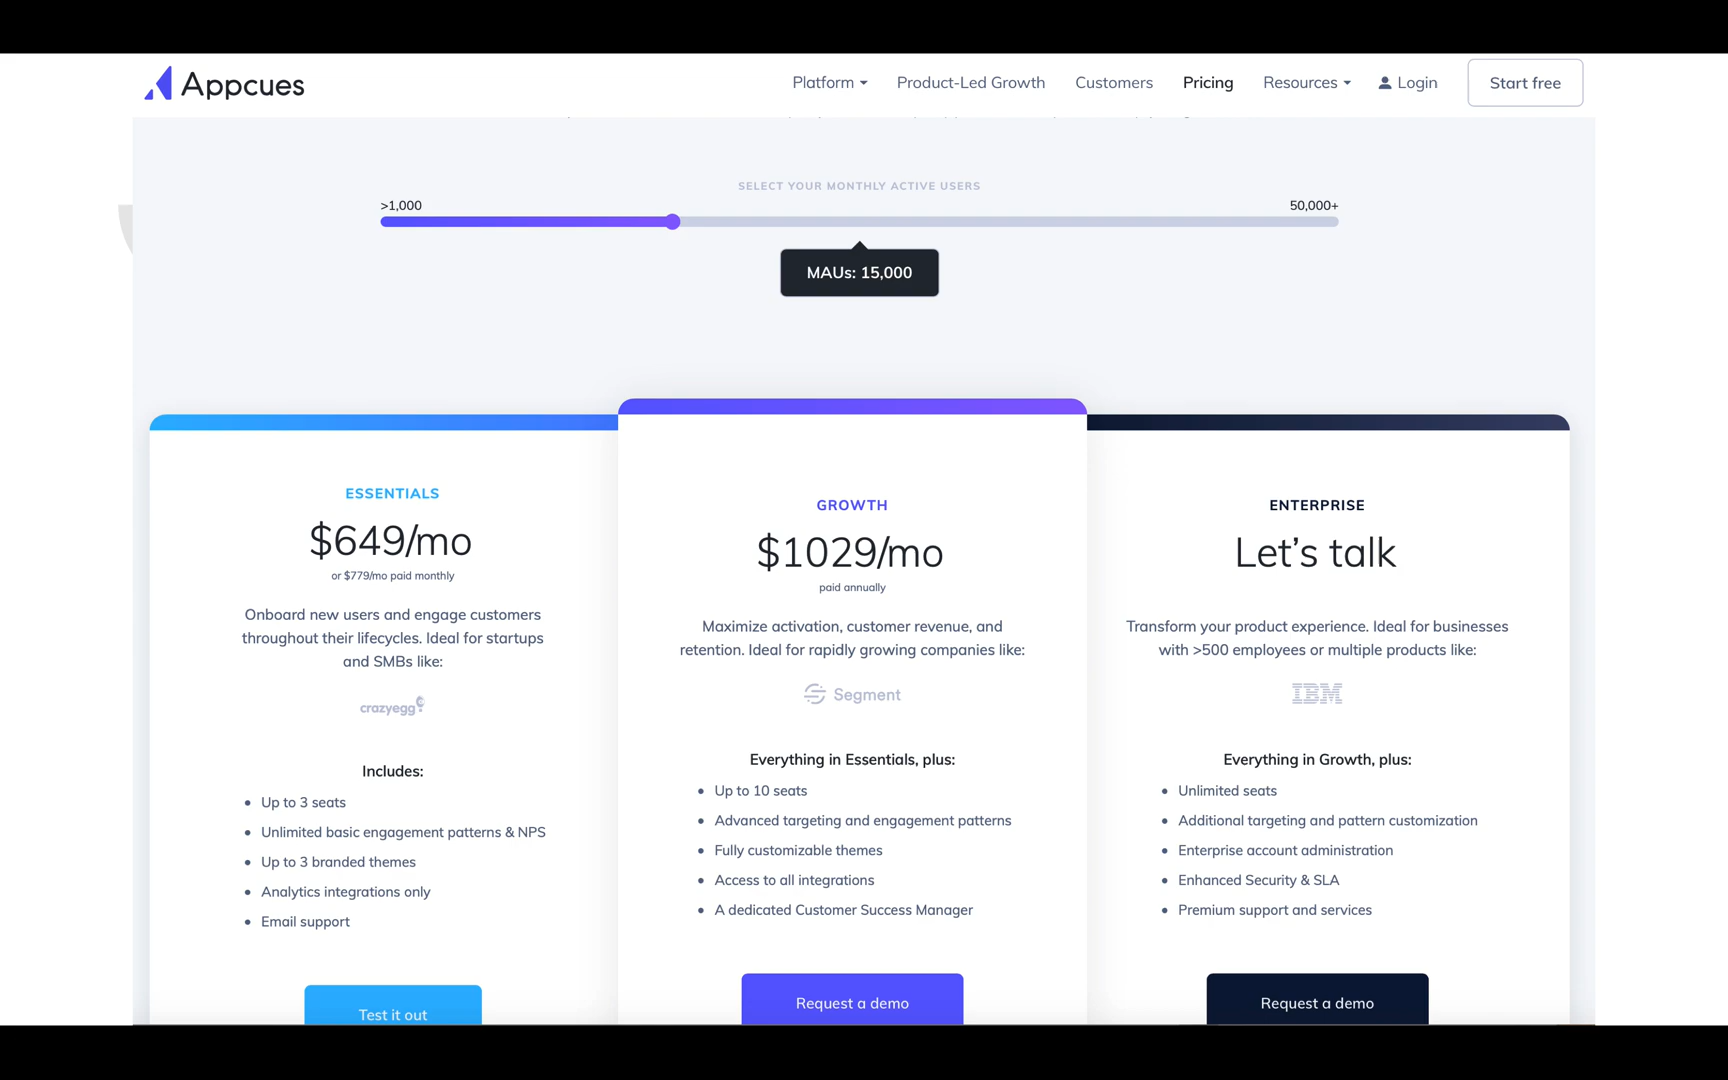 Appcues
Platform
Product-Led Growth
Customers
Pricing
Resources
Login
Start free
SELECT YOUR MONTHLY ACTIVE USERS
>1,000
50,000+
MAUs: 15,000
ESSENTIALS
$649/mo
or $779/mo paid monthly
Onboard new users and engage customers
throughout their lifecycles. Ideal for startups
and SMBs like:
crazyegg
Includes:
Up to 3 seats
Unlimited basic engagement patterns & NPS
Up to 3 branded themes
Analytics integrations only
Email support
Test it out
GROWTH
$1029/mo
paid annually
Maximize activation, customer revenue, and
retention. Ideal for rapidly growing companies like:
Segment
Everything in Essentials, plus:
Up to 10 seats
Advanced targeting and engagement patterns
Fully customizable themes
Access to all integrations
A dedicated Customer Success Manager
Request a demo
ENTERPRISE
Let’s talk
Transform your product experience. Ideal for businesses
with >500 employees or multiple products like:
IBM
Everything in Growth, plus:
Unlimited seats
Additional targeting and pattern customization
Enterprise account administration
Enhanced Security & SLA
Premium support and services
Request a demo